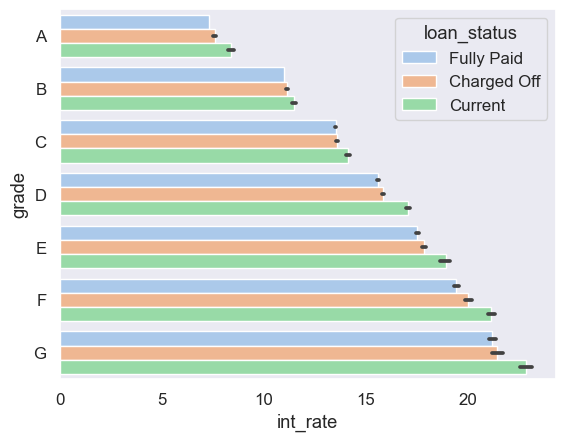 loan_status
Fully Paid
Charged Off
Current
grade
A
B
C
D
E
F
G
0 5 10 15 20
int_rate